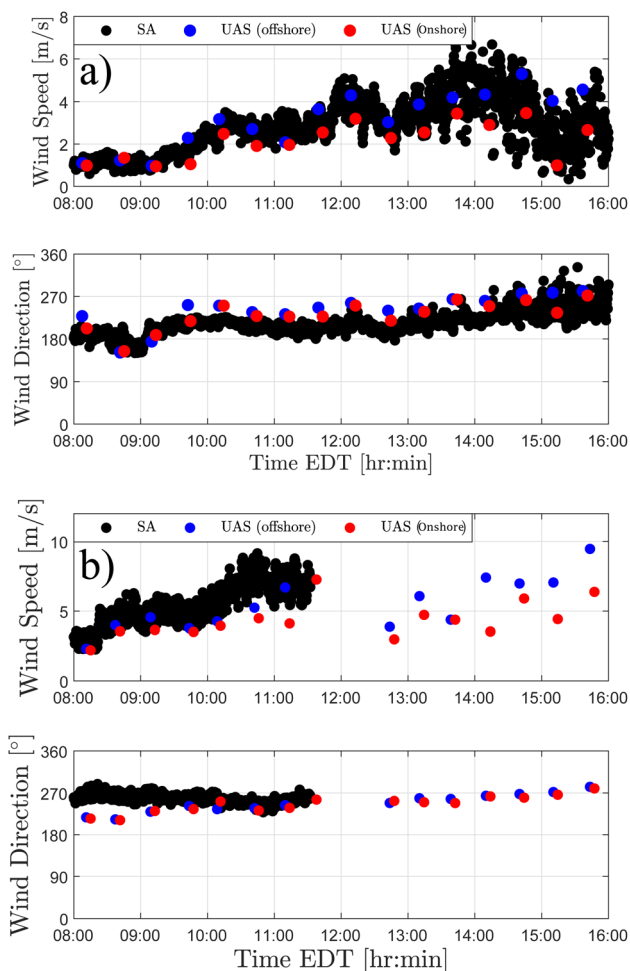 SA UAS (offshore) UAS (Onshore)
a)
Wind Speed [m/s]
8
6
4
2
0
08:00 09:00 10:00 11:00 12:00 13:00 14:00 15:00 16:00
Wind Direction [°]
360
270
180
90
0
08:00 09:00 10:00 11:00 12:00 13:00 14:00 15:00 16:00
Time EDT [hr:min]
SA UAS (offshore) UAS (Onshore)
b)
Wind Speed [m/s]
10
5
0
08:00 09:00 10:00 11:00 12:00 13:00 14:00 15:00 16:00
Wind Direction [°]
360
270
180
90
0
08:00 09:00 10:00 11:00 12:00 13:00 14:00 15:00 16:00
Time EDT [hr:min]